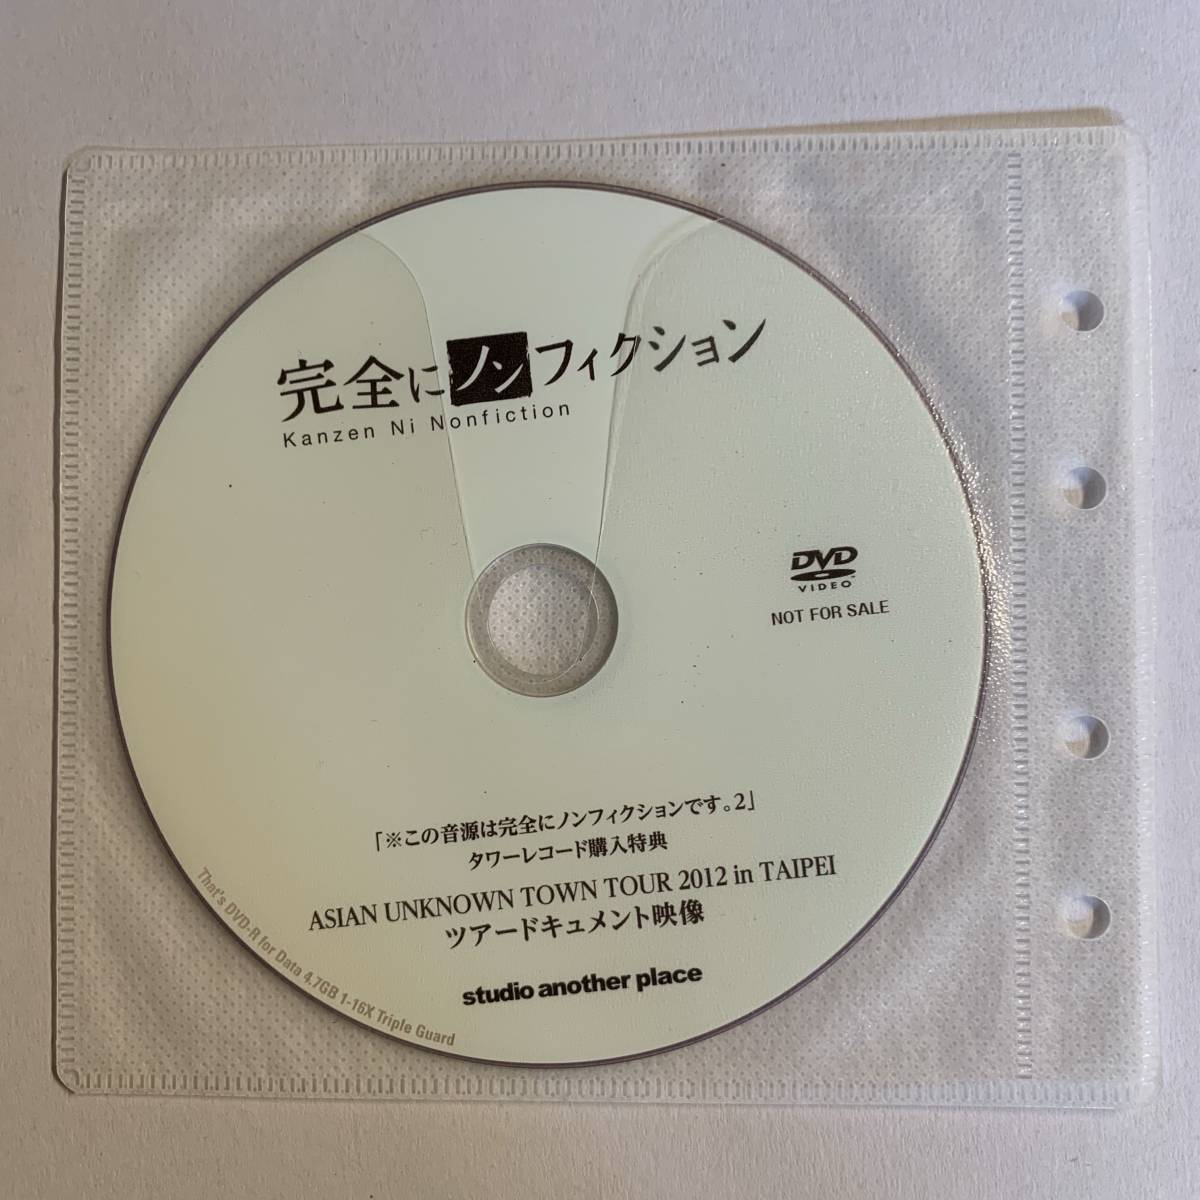 完全にノンフィクション
Kanzen Ni Nonfiction
DVD
VIDEO
NOT FOR SALE
「※この音源は完全にノンフィクションです。2」
タワーレコード購入特典
ASIAN UNKNOWN TOWN TOUR 2012 in TAIPEI
ツアードキュメント映像
studio another place
That's DVD-R for Data 4.7GB 1-16X Triple Guard